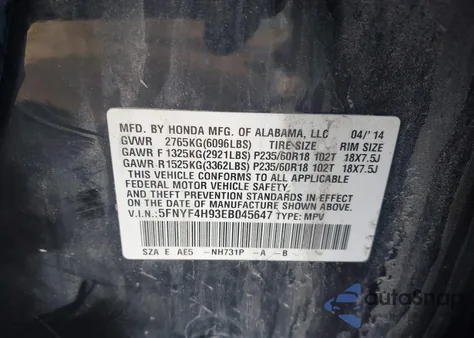 MFD. BY HONDA MFG. OF ALABAMA, LLC 04/'14
GVWR 2765KG(6096LBS) TIRE SIZE RIM SIZE
GAWR F 1325KG(2921LBS) P235/60R18 102T 18X7.5J
GAWR R1525KG(3362LBS) P235/60R18 102T 18X7.5J
THIS VEHICLE CONFORMS TO ALL APPLICABLE
FEDERAL MOTOR VEHICLE SAFETY AND
THEFT PREVENTION STANDARDS IN EFFECT ON
THE DATE OF MANUFACTURE SHOWN ABOVE.
V.I.N.: 5FNYF4H93EB045647 TYPE: MPV
SZA E AE5 -NH731P -A -B
autoSnap